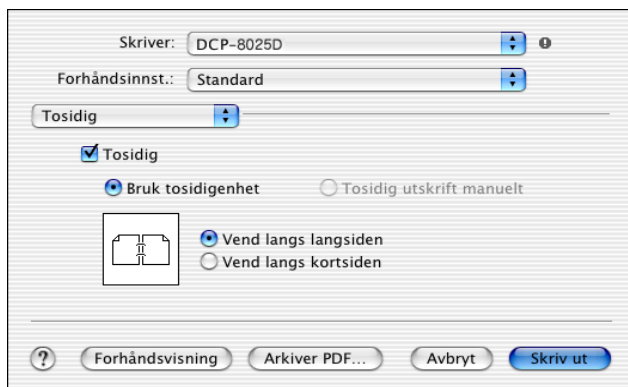 Skriver: DCP-8025D
Forhåndsinnst.: Standard
Tosidig
Tosidig
Bruk tosidigenhet Tosidig utskrift manuelt
Vend langs langsiden
Vend langs kortsiden
? Forhåndsvisning Arkiver PDF... Avbryt Skriv ut